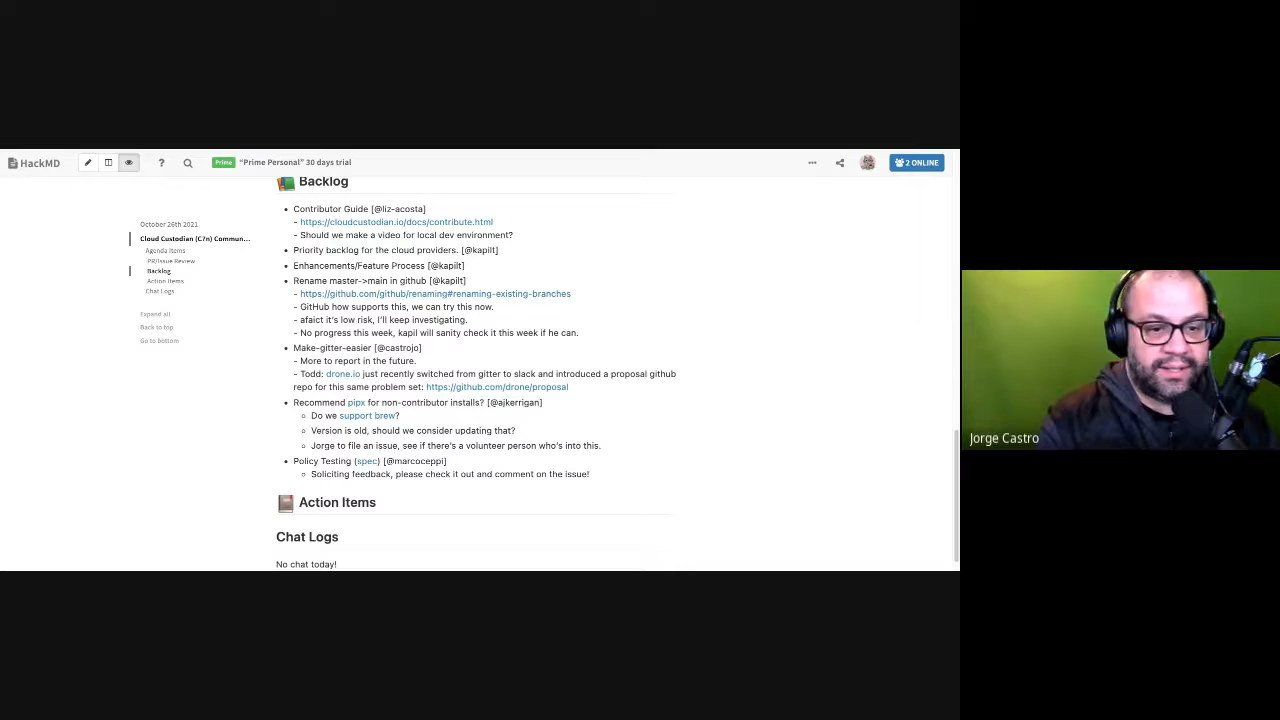 HackMD
?
Prime "Prime Personal" 30 days trial
2 ONLINE
October 26th 2021
Cloud Custodian (C7n) Commun...
Agenda Items
PR/Issue Review
Backlog
Action Items
Chat Logs
Expand all
Back to top
Go to bottom
Backlog
• Contributor Guide [@liz-acosta]
- https://cloudcustodian.io/docs/contribute.html
- Should we make a video for local dev environment?
• Priority backlog for the cloud providers. [@kapilt]
• Enhancements/Feature Process [@kapilt]
• Rename master->main in github [@kapilt]
- https://github.com/github/renaming#renaming-existing-branches
- GitHub how supports this, we can try this now.
- afaict it's low risk, I'll keep investigating.
- No progress this week, kapil will sanity check it this week if he can.
• Make-gitter-easier [@castrojo]
- More to report in the future.
- Todd: drone.io just recently switched from gitter to slack and introduced a proposal github
repo for this same problem set: https://github.com/drone/proposal
• Recommend pipx for non-contributor installs? [@ajkerrigan]
○ Do we support brew?
○ Version is old, should we consider updating that?
○ Jorge to file an issue, see if there's a volunteer person who's into this.
• Policy Testing (spec) [@marcoceppi]
○ Soliciting feedback, please check it out and comment on the issue!
Action Items
Chat Logs
No chat today!
Jorge Castro